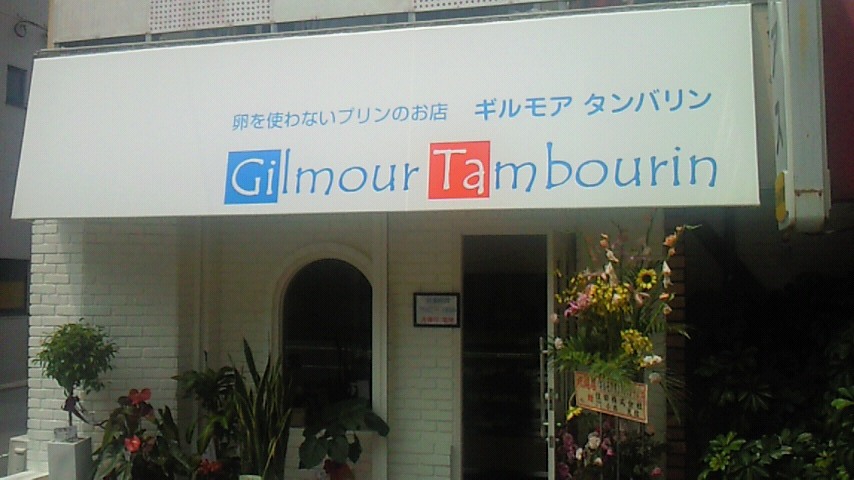 卵を使わないプリンのお店 ギルモア タンバリン
Gilmour Tambourin